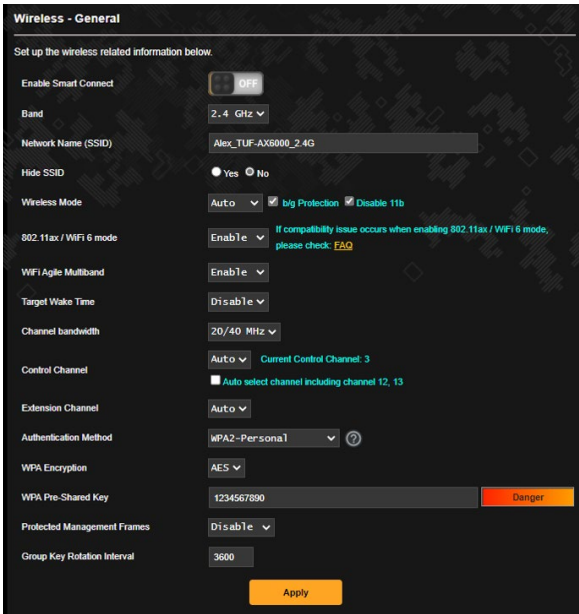 Wireless - General
Set up the wireless related information below.
Enable Smart Connect
OFF
Band
2.4 GHz
Network Name (SSID)
Alex_TUF-AX6000_2.4G
Hide SSID
Yes No
Wireless Mode
Auto b/g Protection Disable 11b
802.11ax / WiFi 6 mode
Enable
If compatibility issue occurs when enabling 802.11ax / WiFi 6 mode,
please check: FAQ
WiFi Agile Multiband
Enable
Target Wake Time
Disable
Channel bandwidth
20/40 MHz
Control Channel
Auto Current Control Channel: 3
Auto select channel including channel 12, 13
Extension Channel
Auto
Authentication Method
WPA2-Personal ?
WPA Encryption
AES
WPA Pre-Shared Key
1234567890
Danger
Protected Management Frames
Disable
Group Key Rotation Interval
3600
Apply